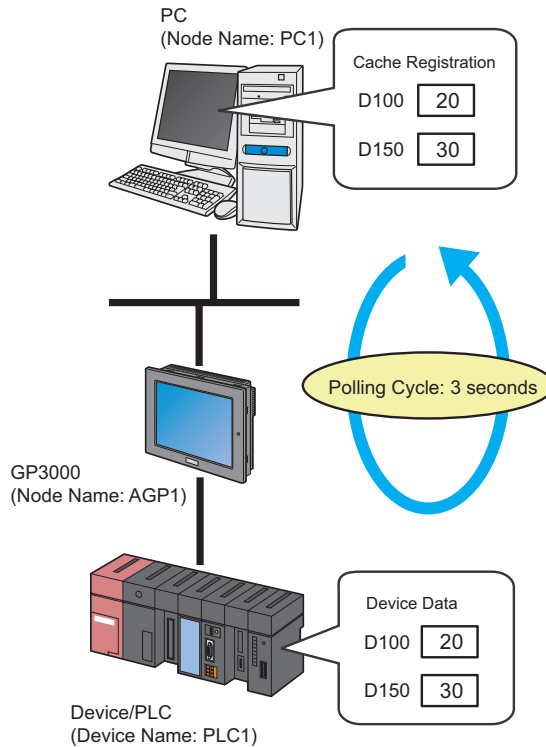 PC
(Node Name: PC1)
Cache Registration
D100 20
D150 30
Polling Cycle: 3 seconds
GP3000
(Node Name: AGP1)
Device Data
D100 20
D150 30
Device/PLC
(Device Name: PLC1)